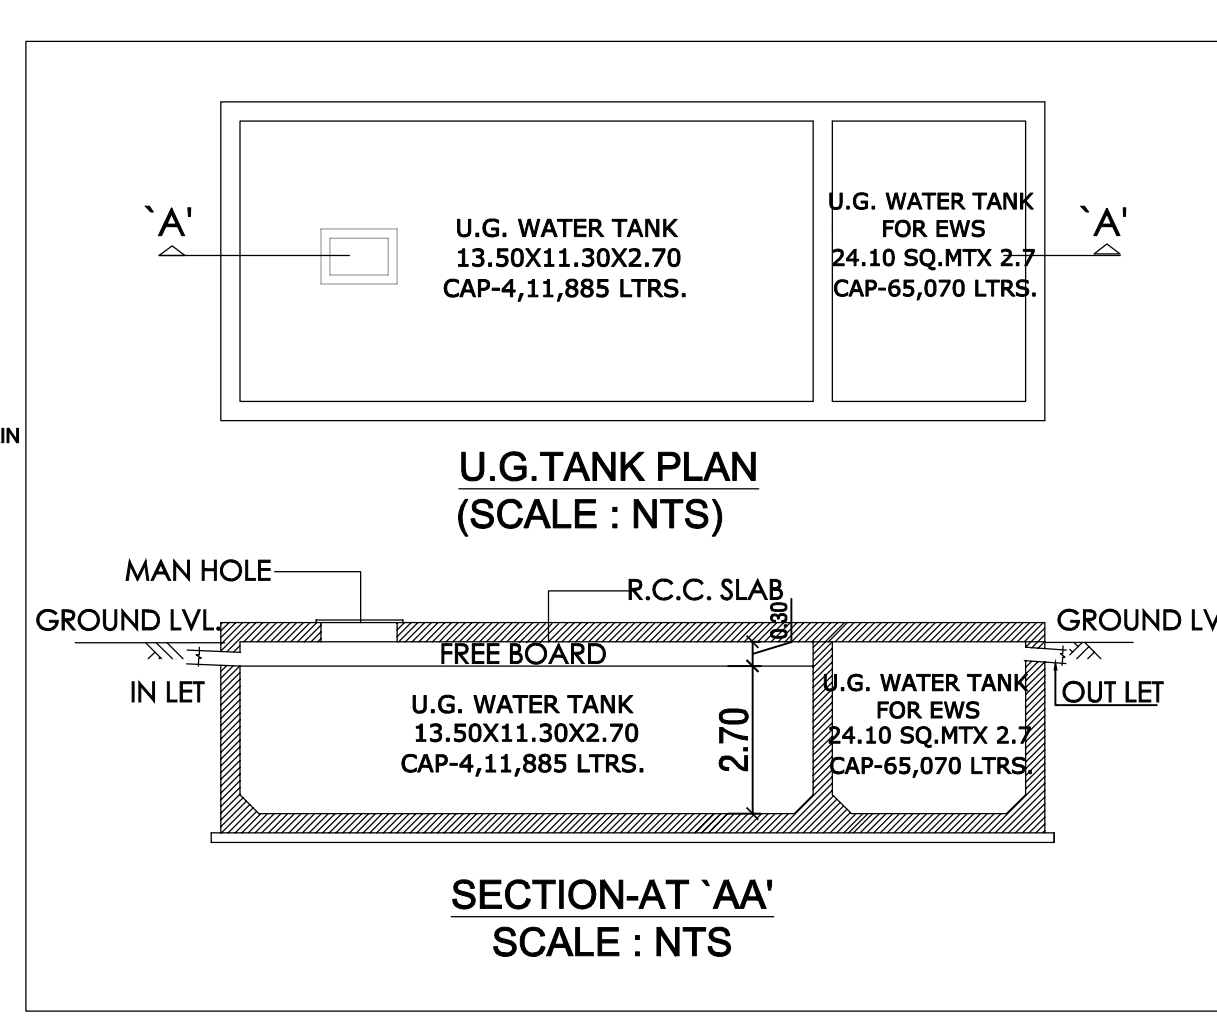 `A'
U.G. WATER TANK
13.50X11.30X2.70
CAP-4,11,885 LTRS.
U.G. WATER TANK
FOR EWS
24.10 SQ.MTX 2.7
CAP-65,070 LTRS.
`A'
IN
U.G.TANK PLAN
(SCALE : NTS)
MAN HOLE
R.C.C. SLAB
0.30
GROUND LVL.
GROUND LV
FREE BOARD
IN LET
U.G. WATER TANK
13.50X11.30X2.70
CAP-4,11,885 LTRS.
2.70
U.G. WATER TANK
FOR EWS
24.10 SQ.MTX 2.7
CAP-65,070 LTRS.
OUT LET
SECTION-AT `AA'
SCALE : NTS